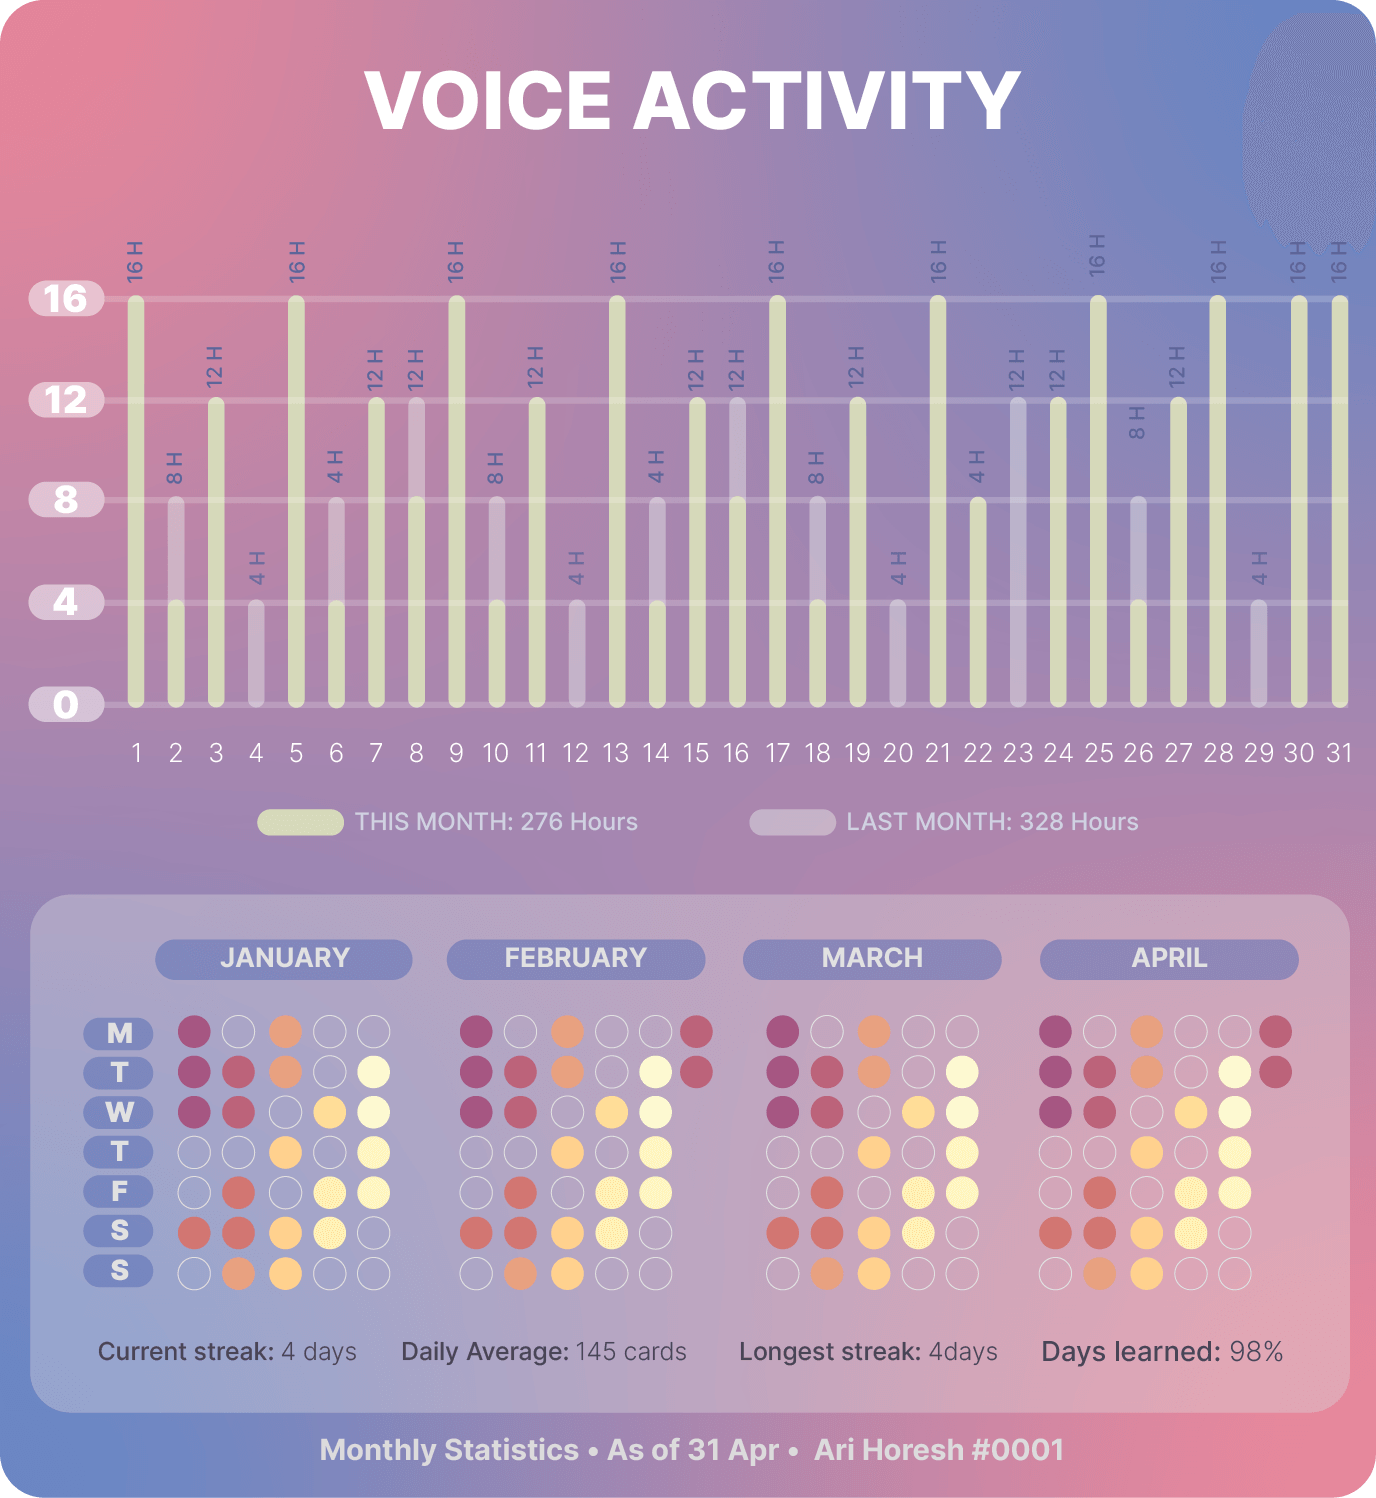 VOICE ACTIVITY
16 H 8 H 12 H 4 H 16 H 4 H 12 H 12 H 16 H 8 H 12 H 4 H 16 H 4 H 12 H 12 H 16 H 8 H 12 H 4 H 16 H 4 H 12 H 12 H 16 H 8 H 12 H 16 H 4 H 16 H 16 H
16
12
8
4
0
1 2 3 4 5 6 7 8 9 10 11 12 13 14 15 16 17 18 19 20 21 22 23 24 25 26 27 28 29 30 31
THIS MONTH: 276 Hours LAST MONTH: 328 Hours
JANUARY FEBRUARY MARCH APRIL
M
T
W
T
F
S
S
Current streak: 4 days Daily Average: 145 cards Longest streak: 4days Days learned: 98%
Monthly Statistics • As of 31 Apr • Ari Horesh #0001